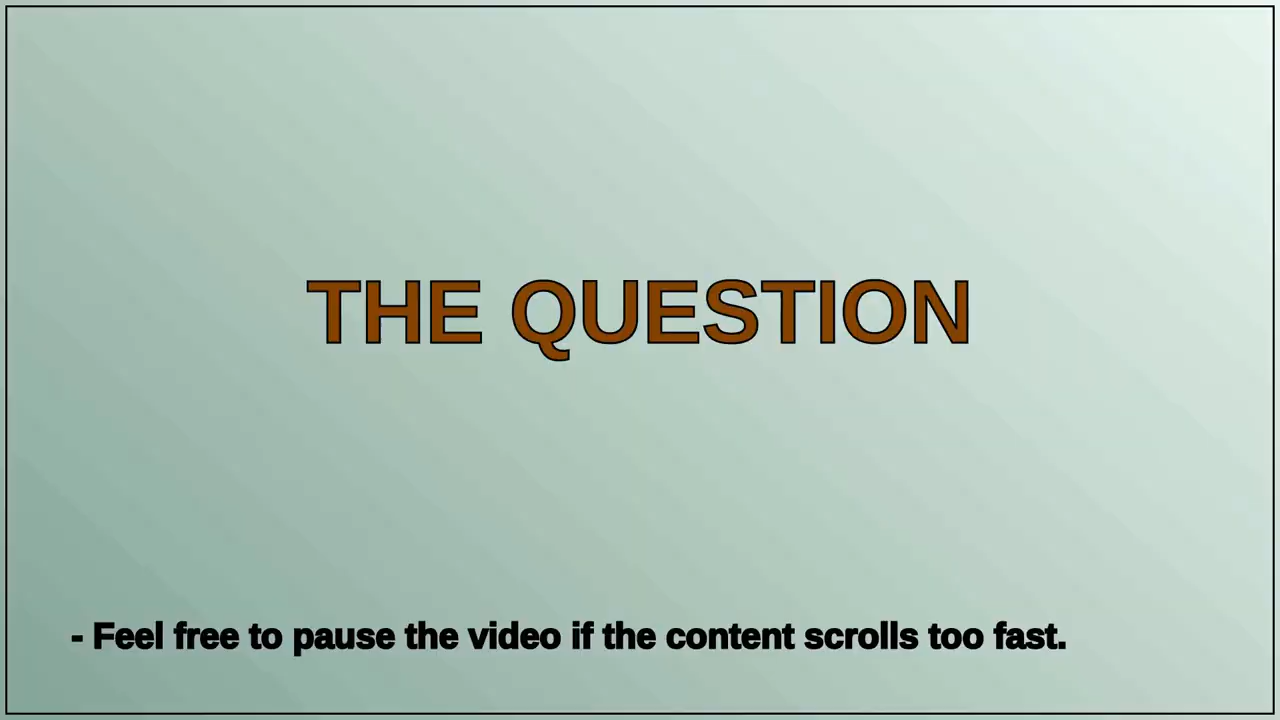 THE QUESTION
- Feel free to pause the video if the content scrolls too fast.